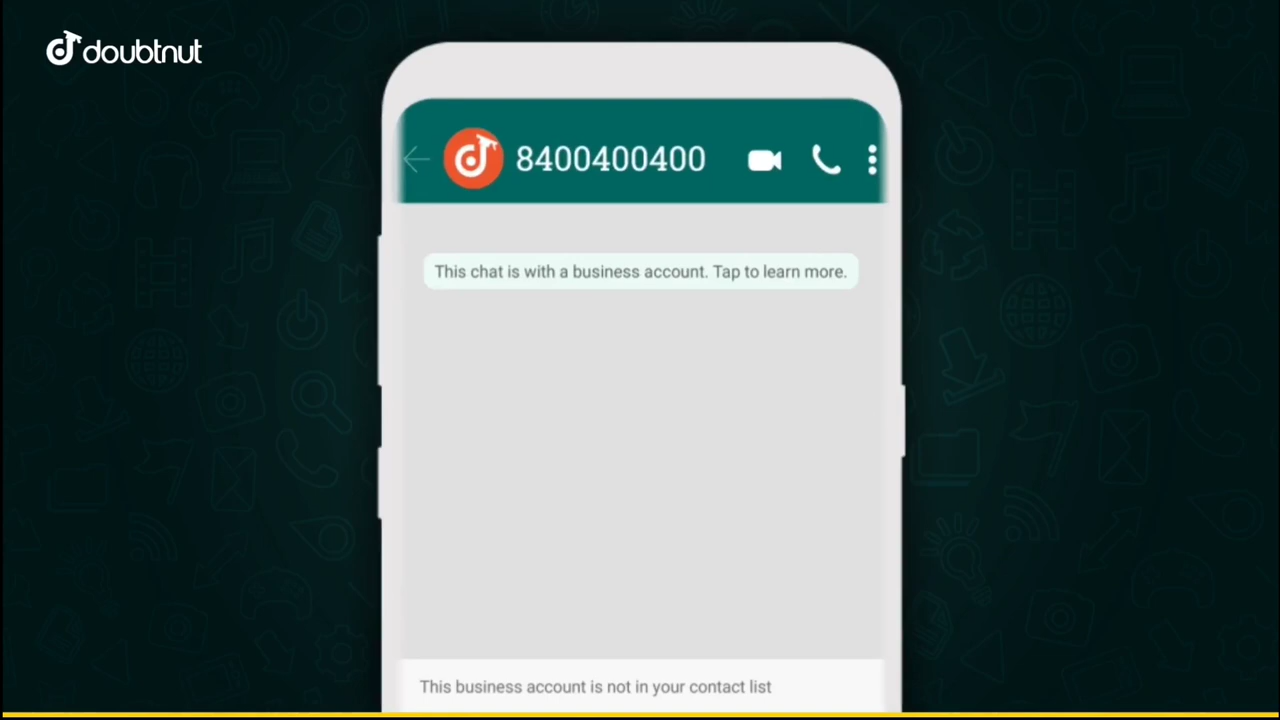 doubtnut
8400400400
This chat is with a business account. Tap to learn more.
This business account is not in your contact list